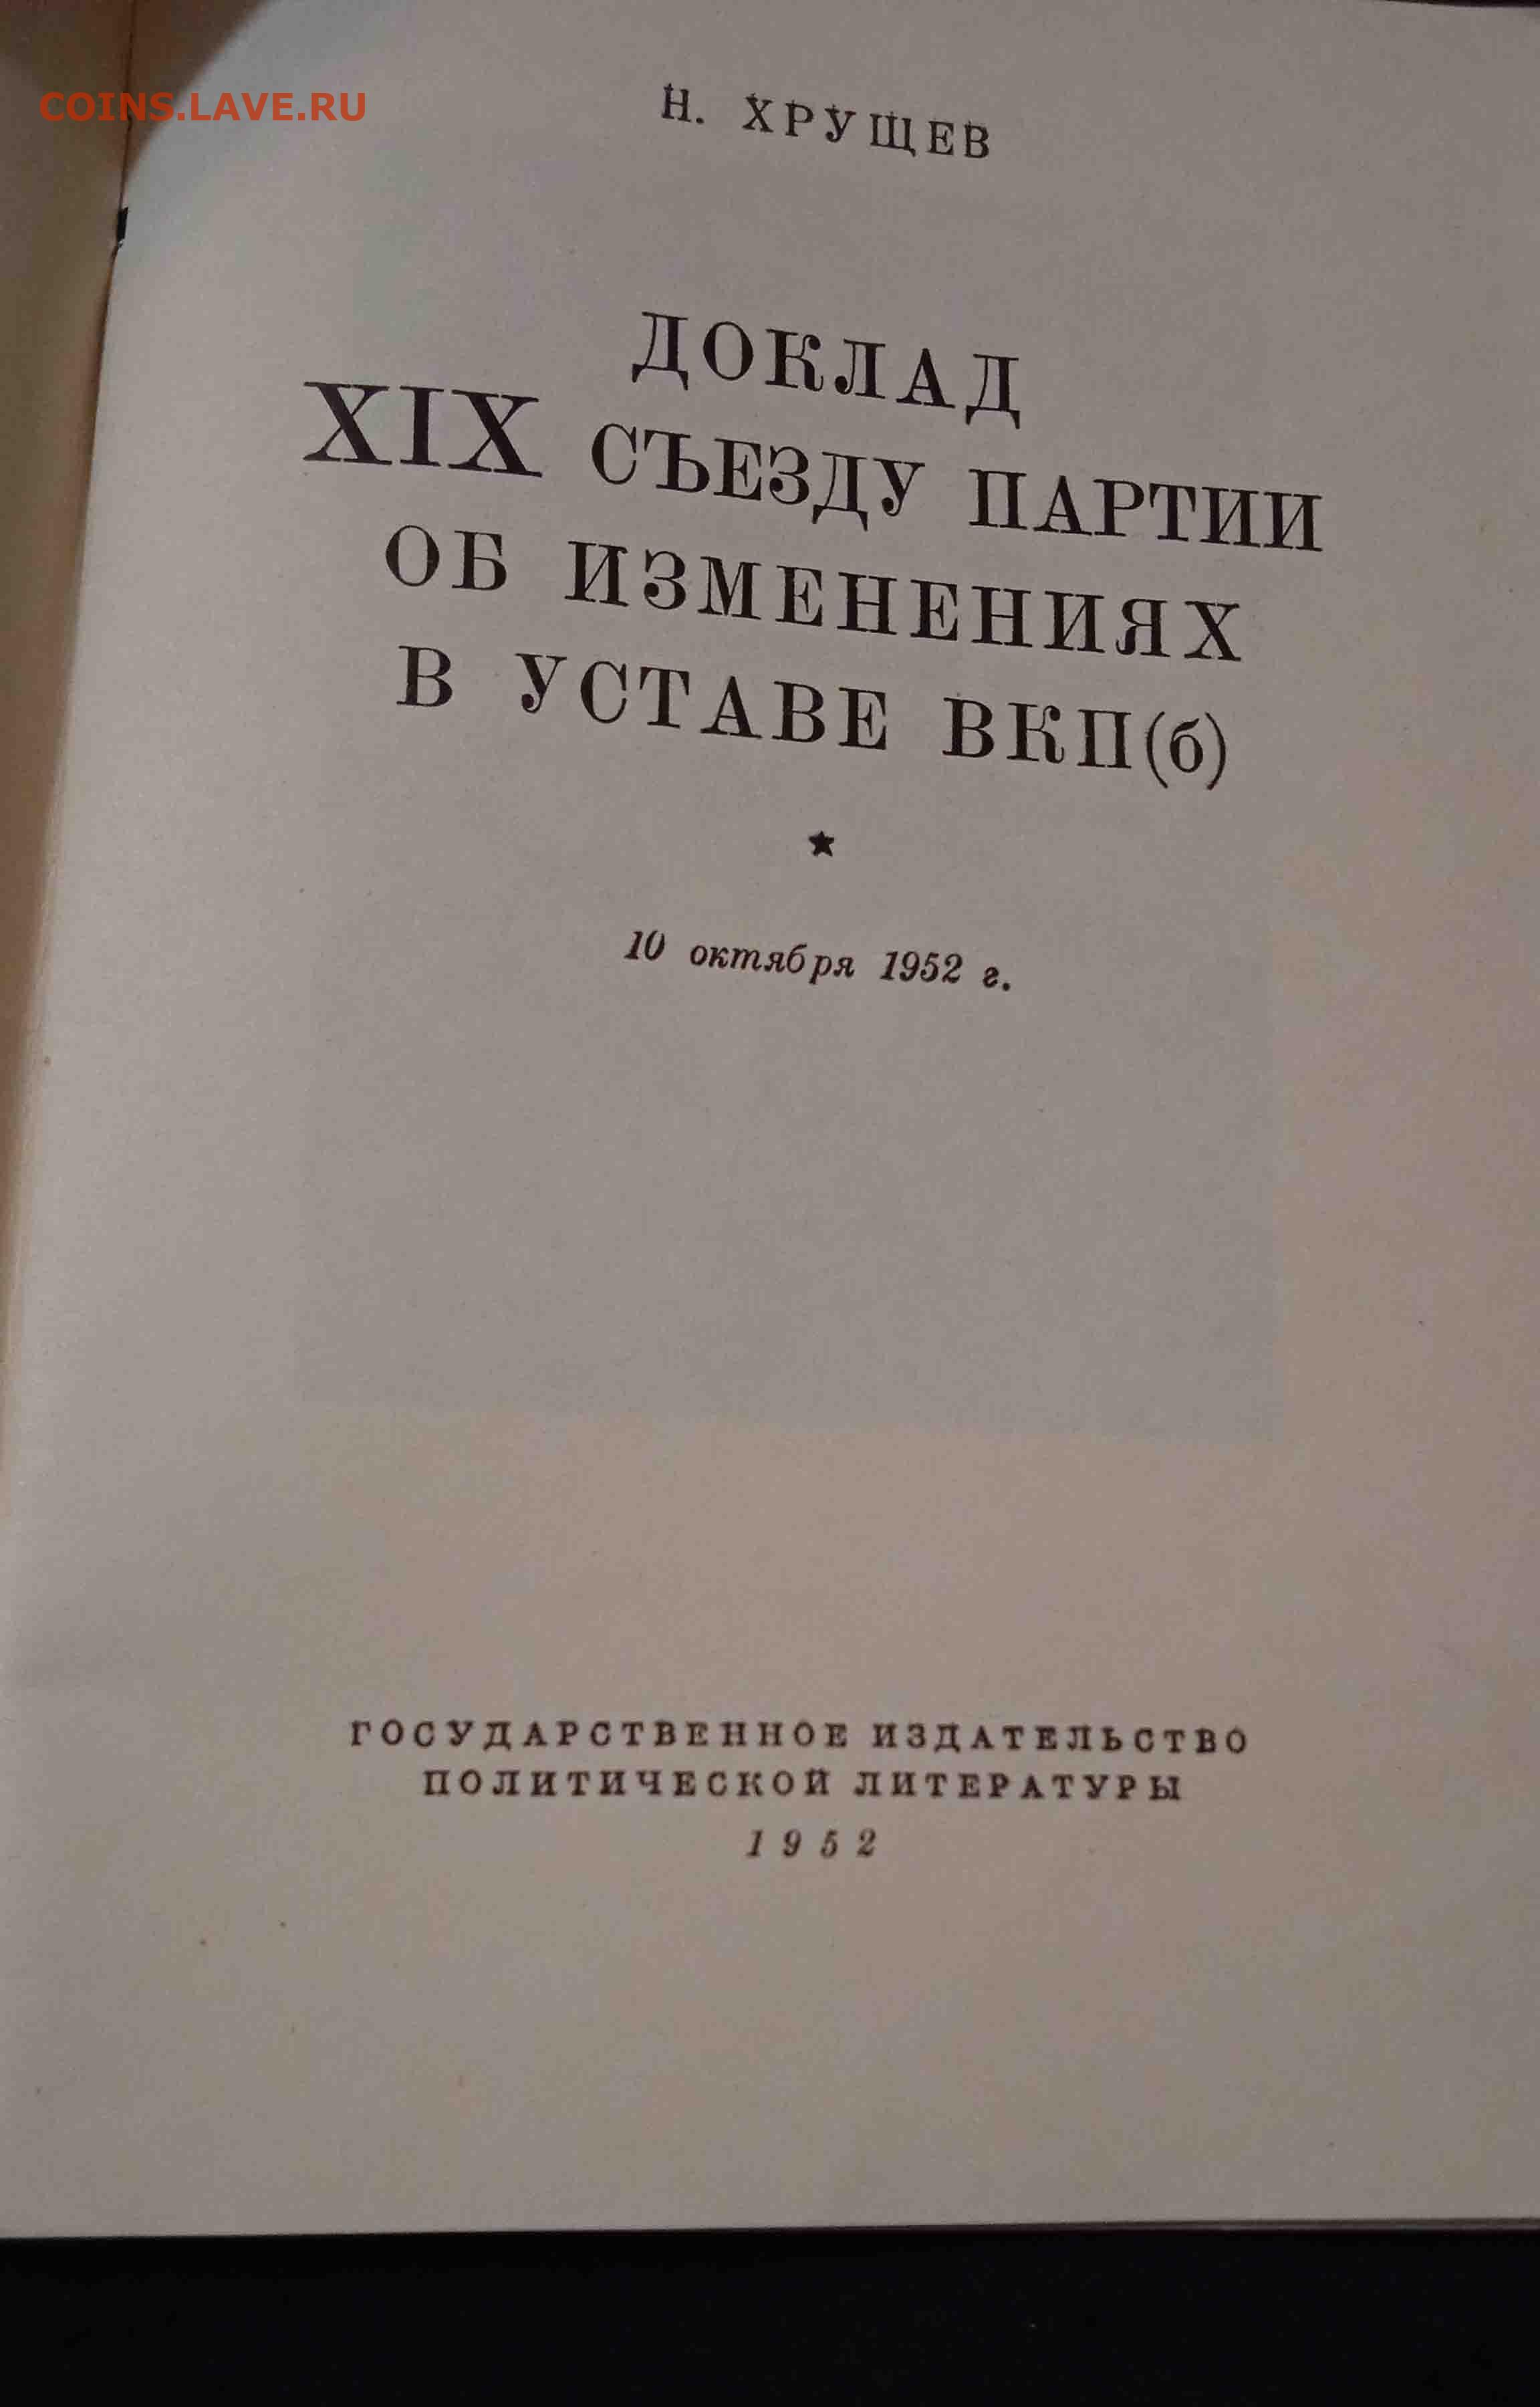 COINS.LAVE.RU
Н. ХРУЩЕВ
ДОКЛАД
XIX СЪЕЗДУ ПАРТИИ
ОБ ИЗМЕНЕНИЯХ
В УСТАВЕ ВКП(б)
★
10 октября 1952 г.
ГОСУДАРСТВЕННОЕ ИЗДАТЕЛЬСТВО
ПОЛИТИЧЕСКОЙ ЛИТЕРАТУРЫ
1952